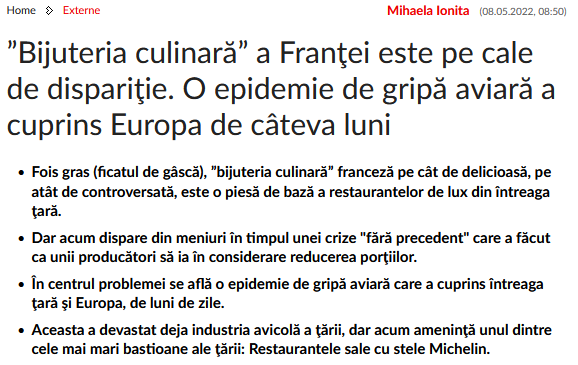 Home Externe
Mihaela Ionita (08.05.2022, 08:50)
”Bijuteria culinară” a Franţei este pe cale
de dispariţie. O epidemie de gripă aviară a
cuprins Europa de câteva luni
• Fois gras (ficatul de gâscă), ”bijuteria culinară” franceză pe cât de delicioasă, pe
atât de controversată, este o piesă de bază a restaurantelor de lux din întreaga
ţară.
• Dar acum dispare din meniuri în timpul unei crize "fără precedent" care a făcut
ca unii producători să ia în considerare reducerea porţiilor.
• În centrul problemei se află o epidemie de gripă aviară care a cuprins întreaga
ţară şi Europa, de luni de zile.
• Aceasta a devastat deja industria avicolă a ţării, dar acum ameninţă unul dintre
cele mai mari bastioane ale ţării: Restaurantele sale cu stele Michelin.